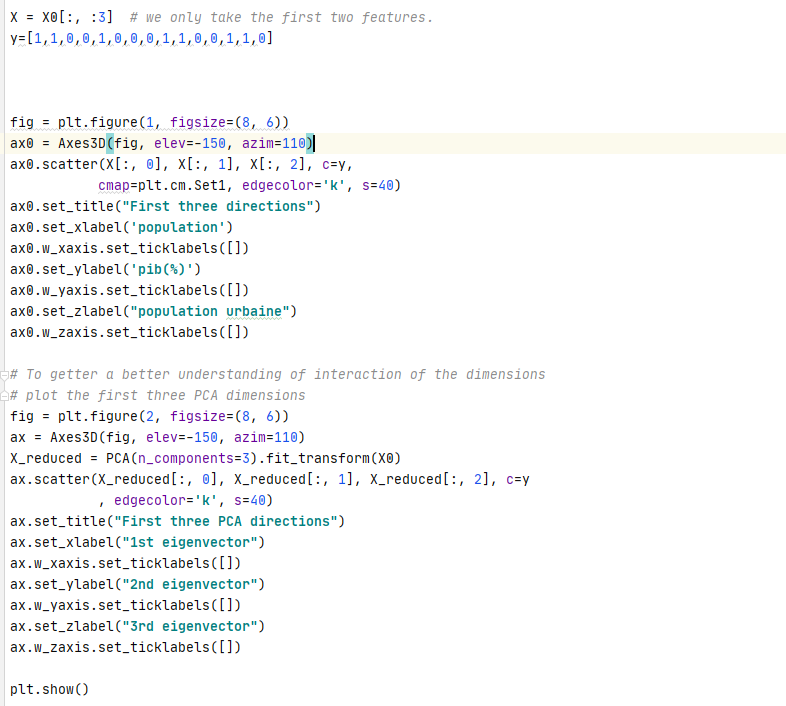 X = X0[:, :3]  # we only take the first two features.
y=[1,1,0,0,1,0,0,0,1,1,0,0,1,1,0]
fig = plt.figure(1, figsize=(8, 6))
ax0 = Axes3D(fig, elev=-150, azim=110)
ax0.scatter(X[:, 0], X[:, 1], X[:, 2], c=y,
           cmap=plt.cm.Set1, edgecolor='k', s=40)
ax0.set_title("First three directions")
ax0.set_xlabel('population')
ax0.w_xaxis.set_ticklabels([])
ax0.set_ylabel('pib(%)')
ax0.w_yaxis.set_ticklabels([])
ax0.set_zlabel("population urbaine")
ax0.w_zaxis.set_ticklabels([])
# To getter a better understanding of interaction of the dimensions
# plot the first three PCA dimensions
fig = plt.figure(2, figsize=(8, 6))
ax = Axes3D(fig, elev=-150, azim=110)
X_reduced = PCA(n_components=3).fit_transform(X0)
ax.scatter(X_reduced[:, 0], X_reduced[:, 1], X_reduced[:, 2], c=y
           , edgecolor='k', s=40)
ax.set_title("First three PCA directions")
ax.set_xlabel("1st eigenvector")
ax.w_xaxis.set_ticklabels([])
ax.set_ylabel("2nd eigenvector")
ax.w_yaxis.set_ticklabels([])
ax.set_zlabel("3rd eigenvector")
ax.w_zaxis.set_ticklabels([])
plt.show()